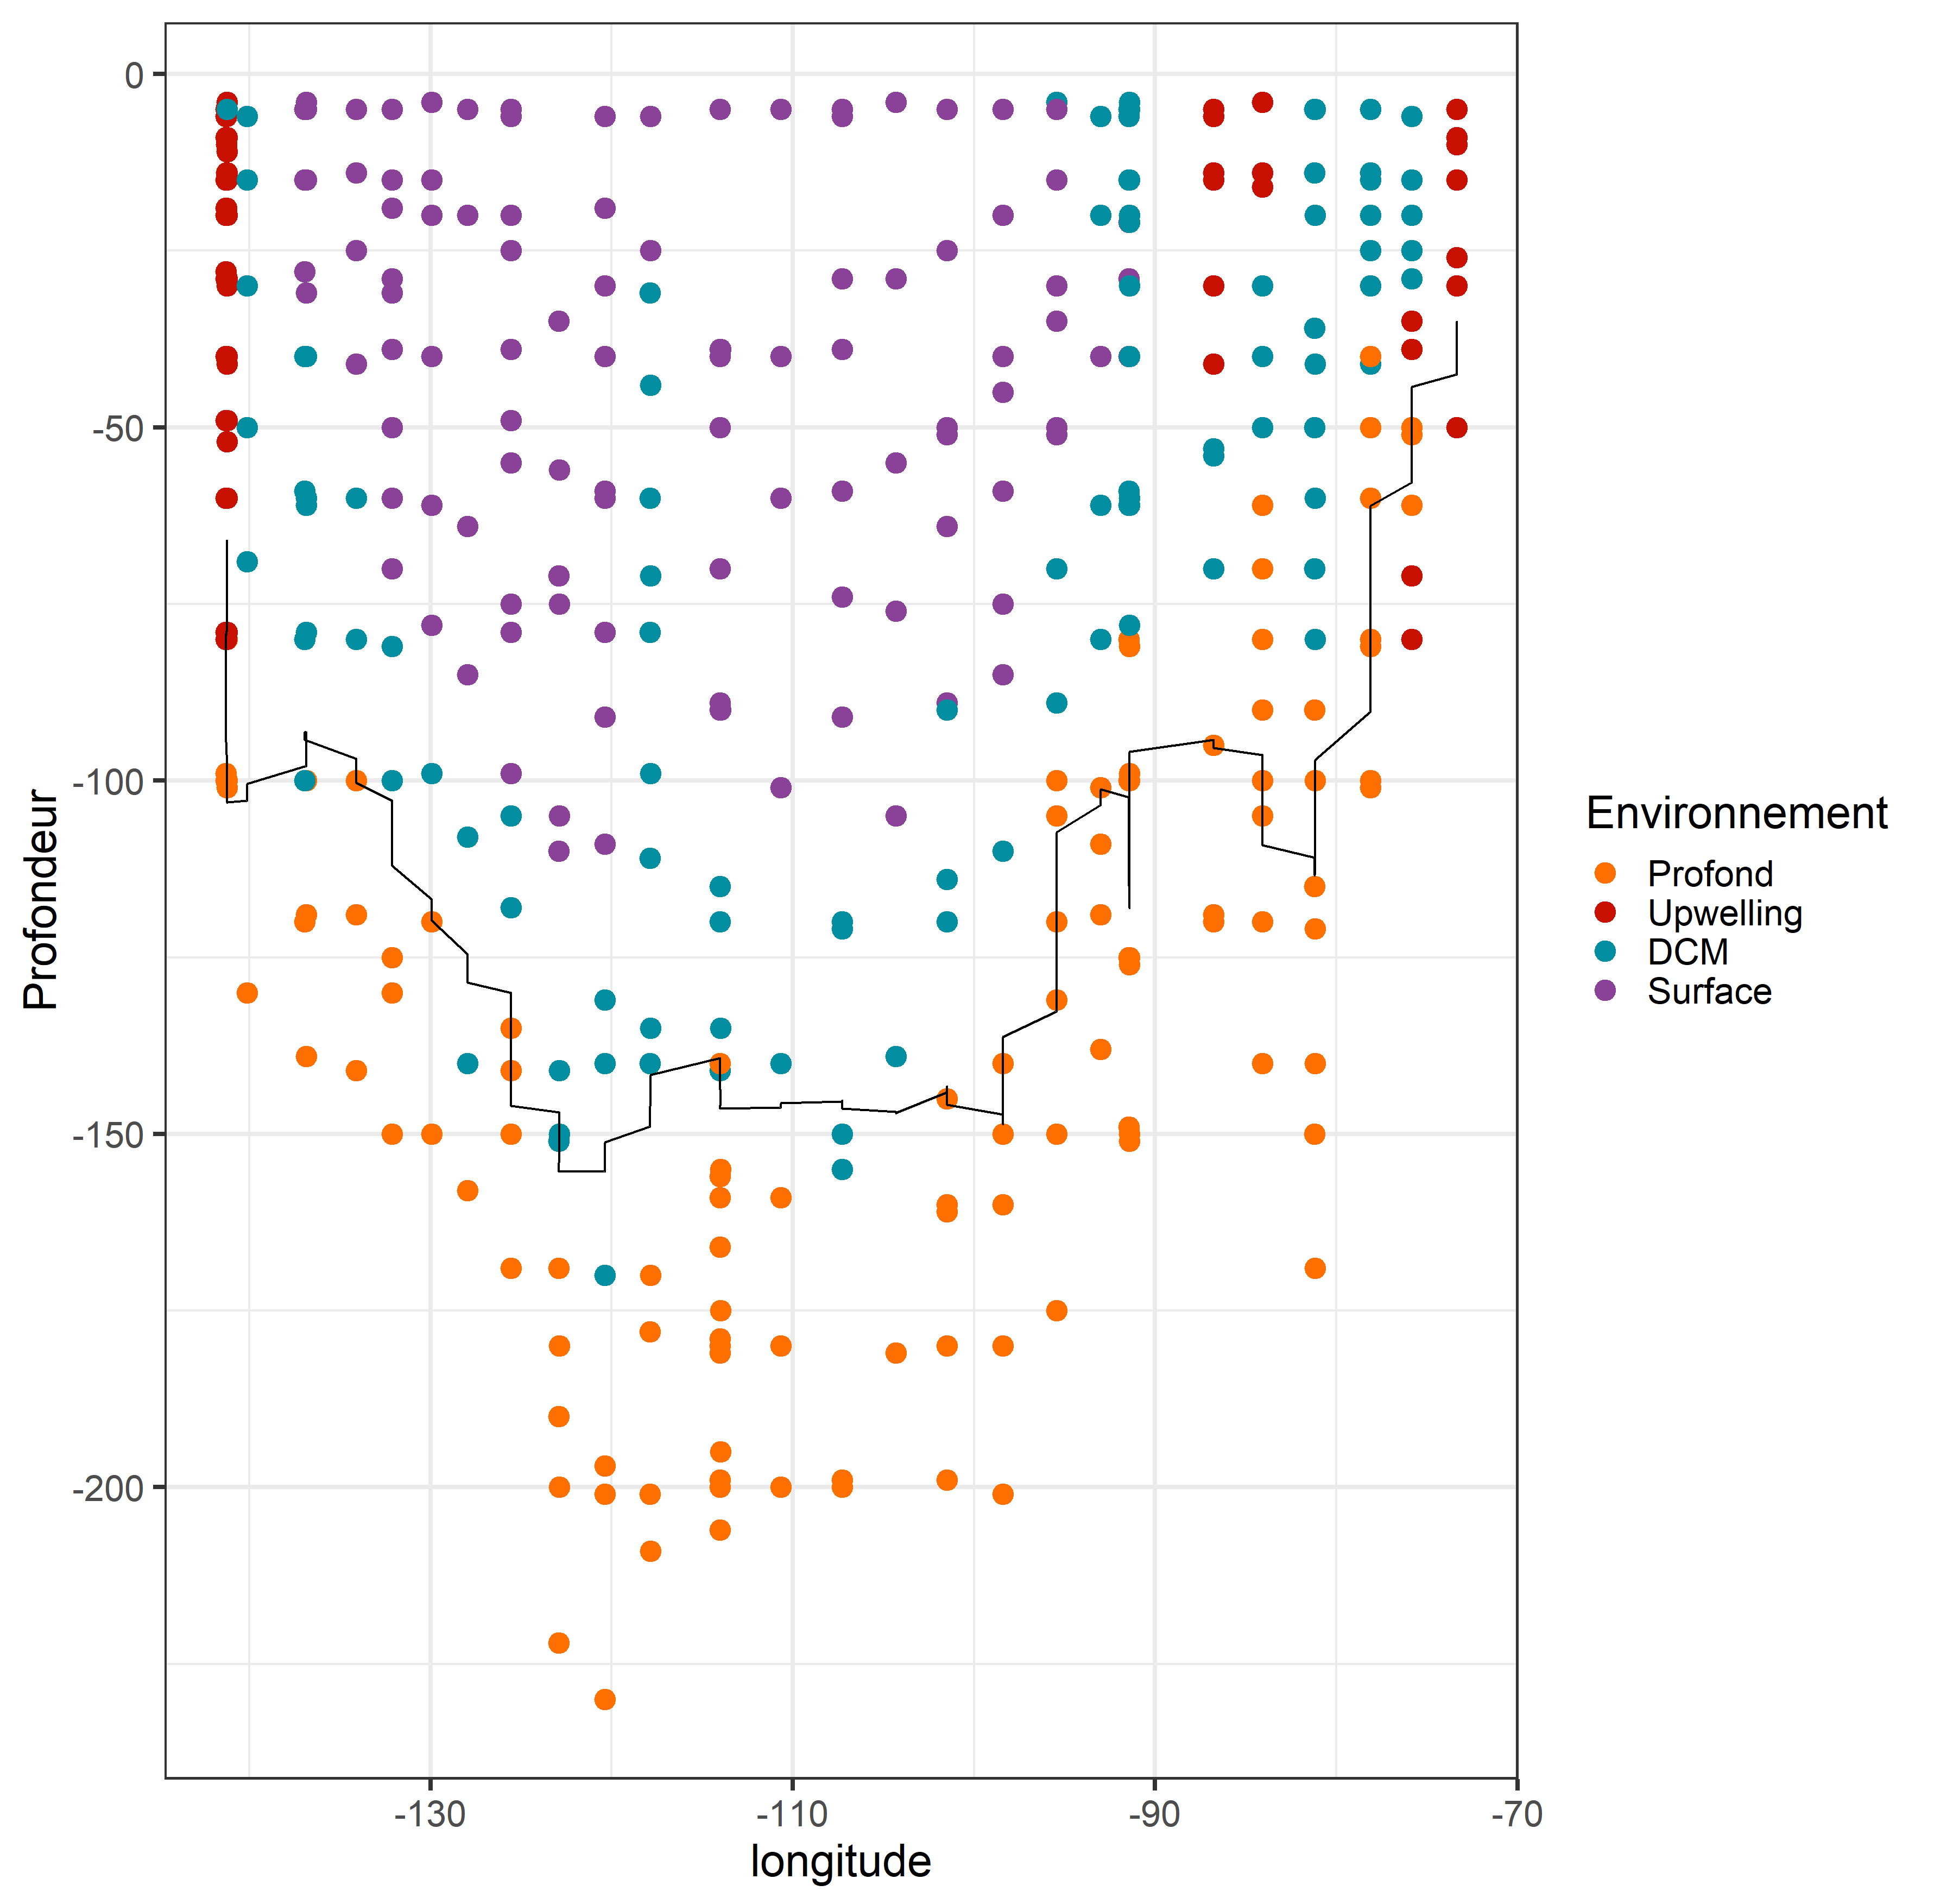 0
-50
-100
-150
-200
Profondeur
-130
-110
-90
-70
longitude
Environnement
Profond
Upwelling
DCM
Surface